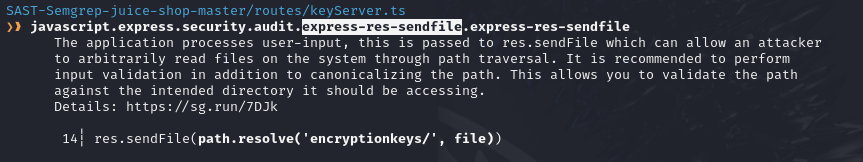 SAST-Semgrep-juice-shop-master/routes/keyServer.ts
❯❱ javascript.express.security.audit.express-res-sendfile.express-res-sendfile
The application processes user-input, this is passed to res.sendFile which can allow an attacker
to arbitrarily read files on the system through path traversal. It is recommended to perform
input validation in addition to canonicalizing the path. This allows you to validate the path
against the intended directory it should be accessing.
Details: https://sg.run/7DJk
14┆ res.sendFile(path.resolve('encryptionkeys/', file))